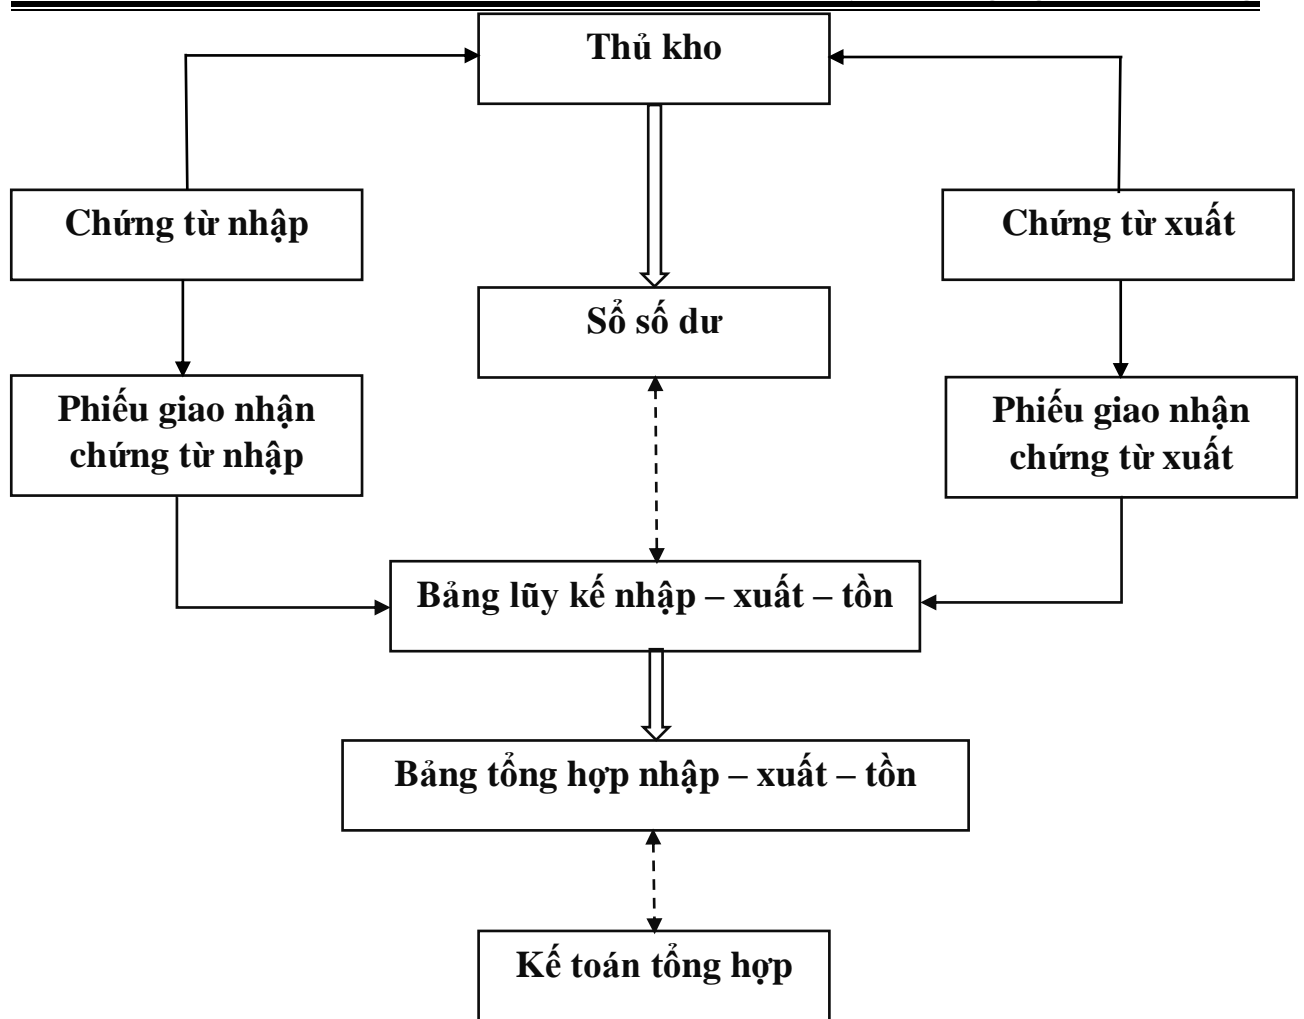 Thủ kho
Chứng từ nhập
Chứng từ xuất
Sổ số dư
Phiếu giao nhận
chứng từ nhập
Phiếu giao nhận
chứng từ xuất
Bảng lũy kế nhập – xuất – tồn
Bảng tổng hợp nhập – xuất – tồn
Kế toán tổng hợp